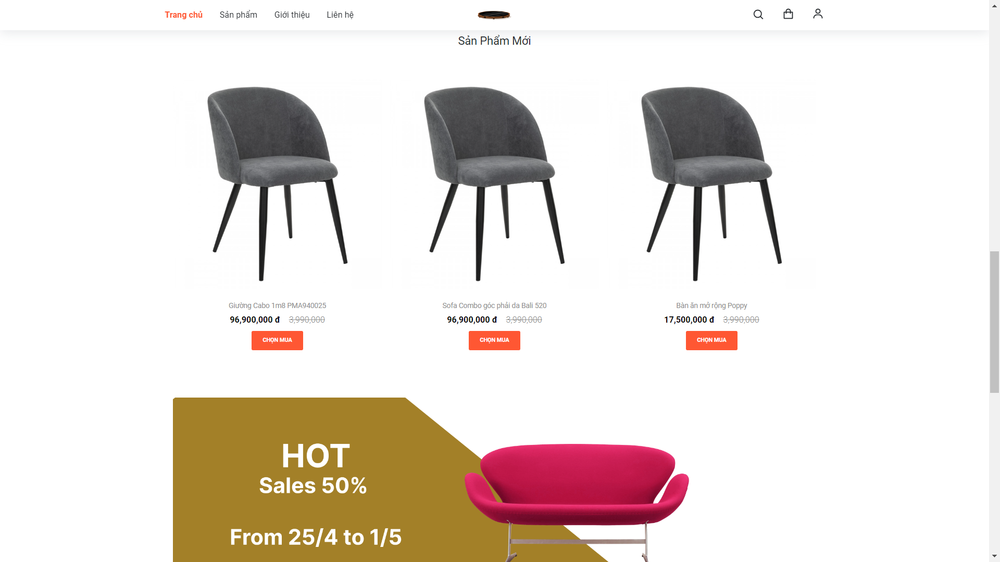 Trang chủ Sản phẩm Giới thiệu Liên hệ
Sản Phẩm Mới
Giường Cabo 1m8 PMA940025
96,900,000 đ 3,990,000
CHỌN MUA
Sofa Combo góc phải da Bali 520
96,900,000 đ 3,990,000
CHỌN MUA
Bàn ăn mở rộng Poppy
17,500,000 đ 3,990,000
CHỌN MUA
HOT
Sales 50%
From 25/4 to 1/5